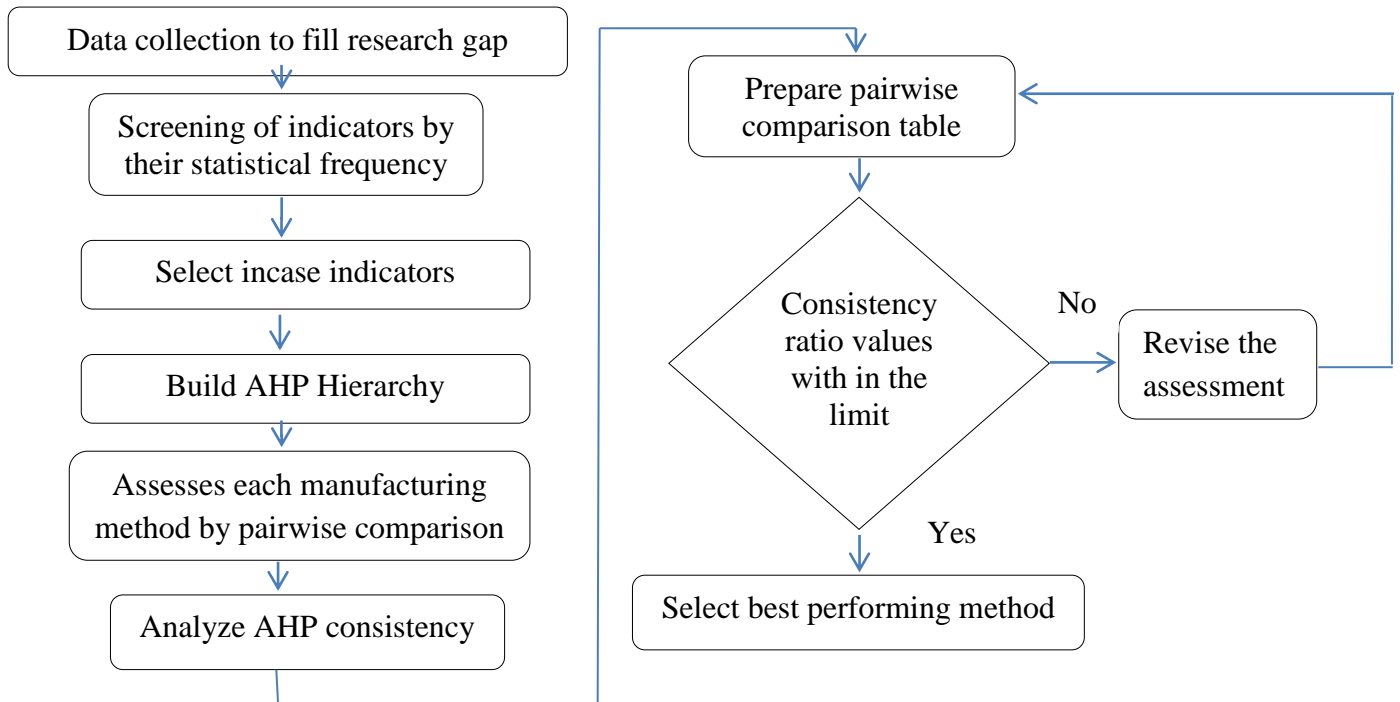 Data collection to fill research gap
Screening of indicators by
their statistical frequency
Select incase indicators
Build AHP Hierarchy
Assesses each manufacturing
method by pairwise comparison
Analyze AHP consistency
Prepare pairwise
comparison table
Consistency
ratio values
with in the
limit
No
Revise the
assessment
Yes
Select best performing method